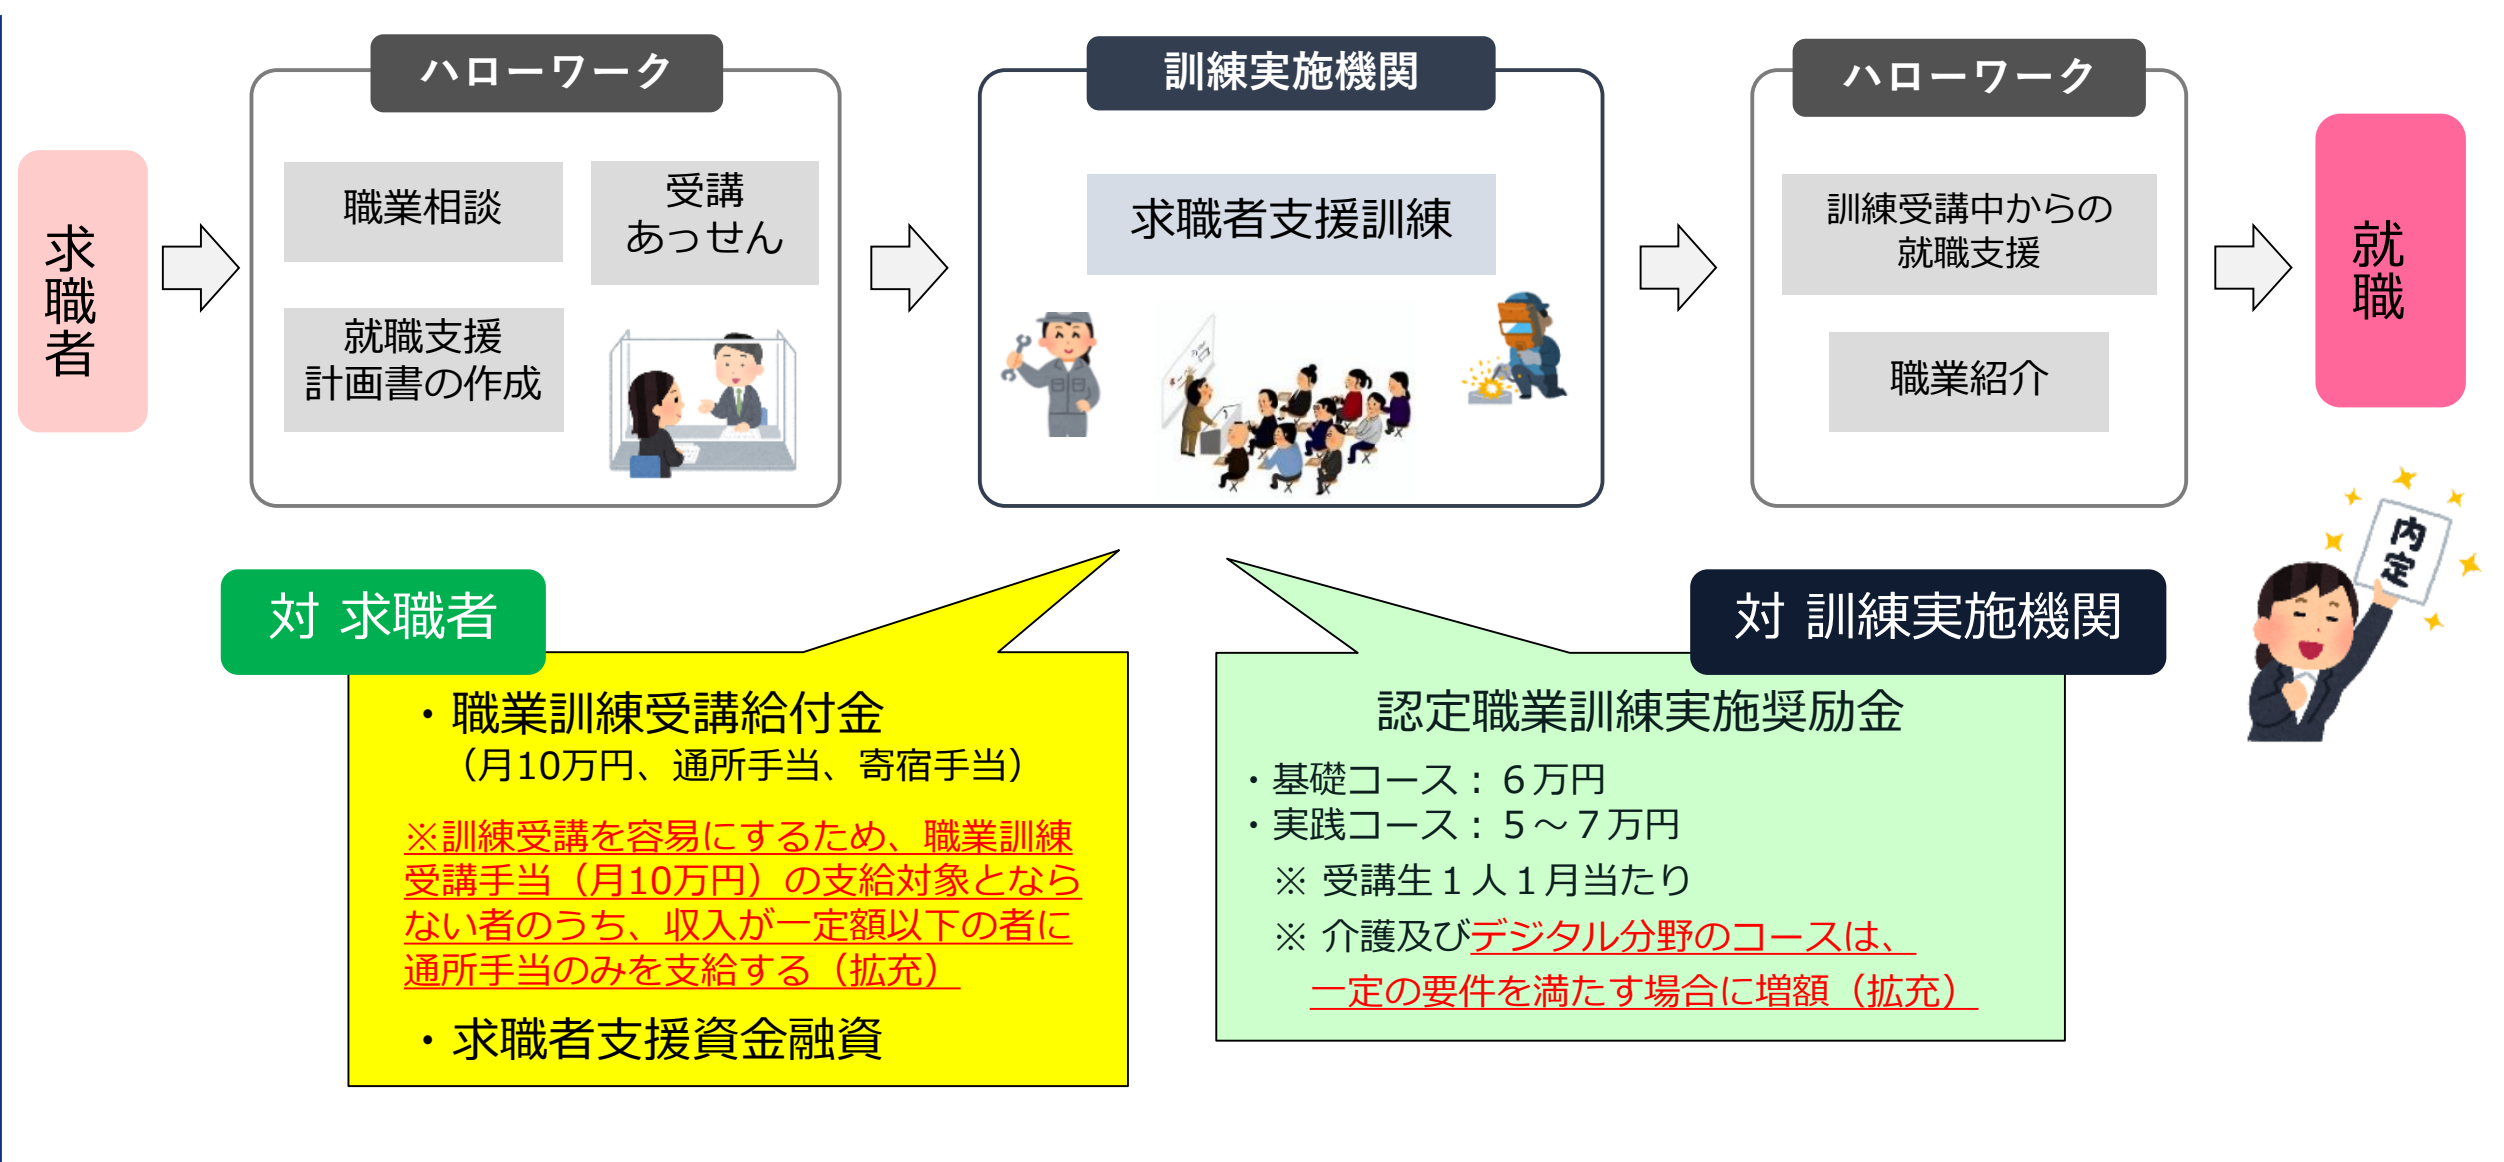 求職者
ハローワーク
職業相談
受講
あっせん
就職支援
計画書の作成
訓練実施機関
求職者支援訓練
ハローワーク
訓練受講中からの
就職支援
職業紹介
就職
内定
対 求職者
・職業訓練受講給付金
（月10万円、通所手当、寄宿手当）
※訓練受講を容易にするため、職業訓練
受講手当（月10万円）の支給対象となら
ない者のうち、収入が一定額以下の者に
通所手当のみを支給する（拡充）
・求職者支援資金融資
対 訓練実施機関
認定職業訓練実施奨励金
・基礎コース：６万円
・実践コース：５～７万円
※ 受講生１人１月当たり
※ 介護及びデジタル分野のコースは、
一定の要件を満たす場合に増額（拡充）